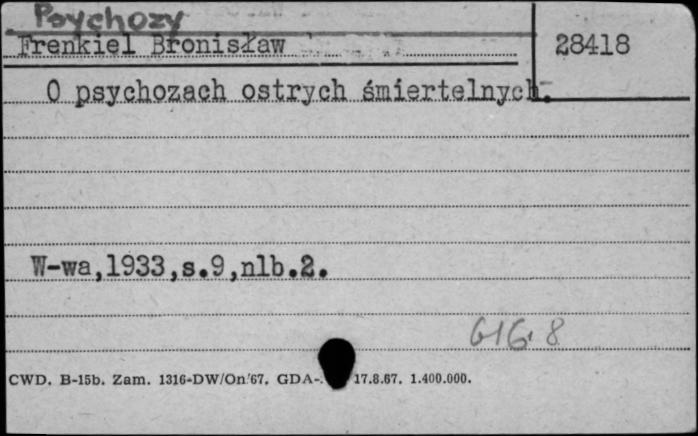 Psychozy
Frenkiel Bronisław
28418
O psychozach ostrych śmiertelnych.
W-wa,1933,s.9,nlb.2.
616.8
CWD. B-15b. Zam. 1316-DW/On/67. GDA- 17.8.67. 1.400.000.